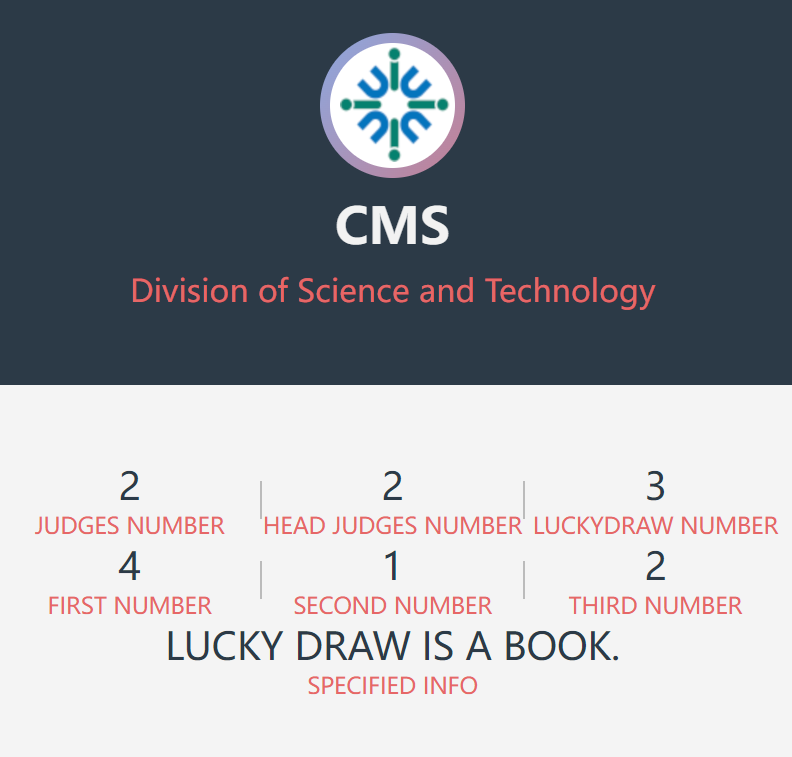 CMS
Division of Science and Technology
2 2 3
JUDGES NUMBER HEAD JUDGES NUMBER LUCKYDRAW NUMBER
4 1 2
FIRST NUMBER SECOND NUMBER THIRD NUMBER
LUCKY DRAW IS A BOOK.
SPECIFIED INFO